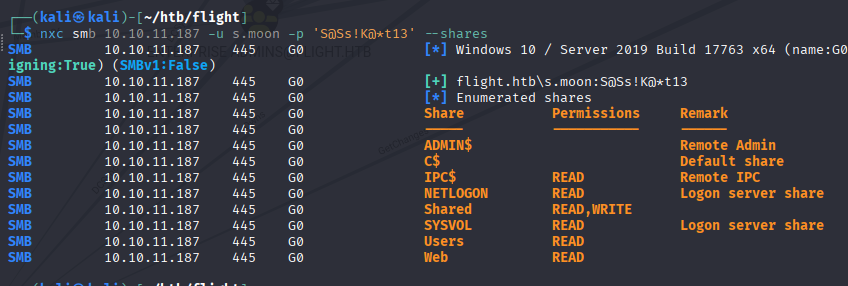 ┌──(kali㉿kali)-[~/htb/flight]
└─$ nxc smb 10.10.11.187 -u s.moon -p 'S@Ss!K@*t13' --shares
SMB 10.10.11.187 445 G0 [*] Windows 10 / Server 2019 Build 17763 x64 (name:G0
igning:True) (SMBv1:False)
SMB 10.10.11.187 445 G0 [+] flight.htb\s.moon:S@Ss!K@*t13
SMB 10.10.11.187 445 G0 [*] Enumerated shares
SMB 10.10.11.187 445 G0 Share Permissions Remark
SMB 10.10.11.187 445 G0 ----- ----------- ------
SMB 10.10.11.187 445 G0 ADMIN$ Remote Admin
SMB 10.10.11.187 445 G0 C$ Default share
SMB 10.10.11.187 445 G0 IPC$ READ Remote IPC
SMB 10.10.11.187 445 G0 NETLOGON READ Logon server share
SMB 10.10.11.187 445 G0 Shared READ,WRITE
SMB 10.10.11.187 445 G0 SYSVOL READ Logon server share
SMB 10.10.11.187 445 G0 Users READ
SMB 10.10.11.187 445 G0 Web READ